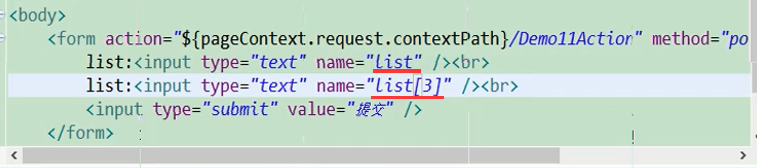 <body>
<form action="${pageContext.request.contextPath}/Demo11Action" method="po
list:<input type="text" name="list" /><br>
list:<input type="text" name="list[3]" /><br>
<input type="submit" value="提交" />
</form>